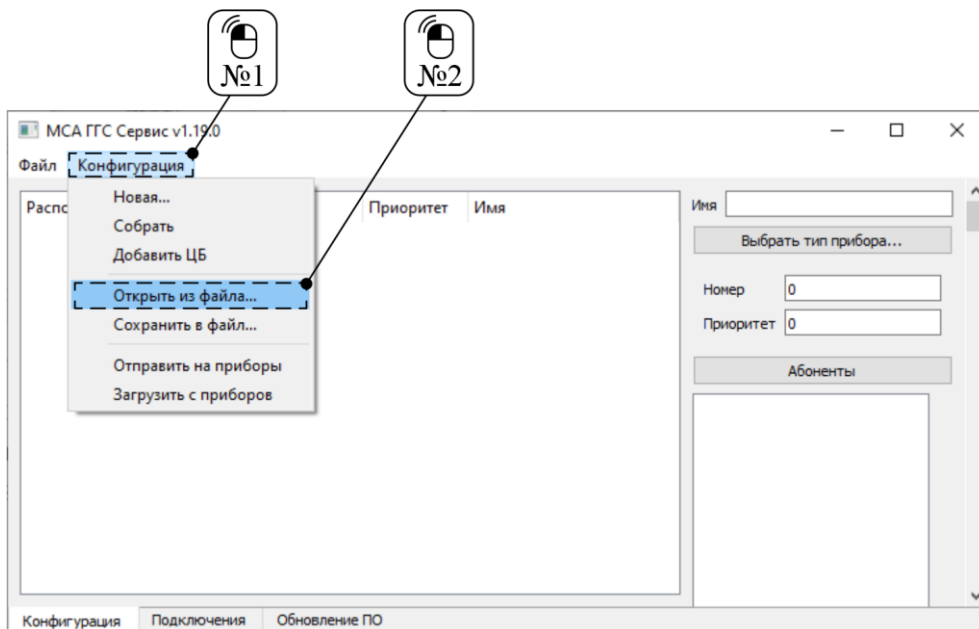 №1
№2
МСА ГГС Сервис v1.19.0
Файл Конфигурация
Новая...
Собрать
Добавить ЦБ
Открыть из файла...
Сохранить в файл...
Отправить на приборы
Загрузить с приборов
Приоритет Имя
Имя
Выбрать тип прибора...
Номер 0
Приоритет 0
Абоненты
Конфигурация Подключения Обновление ПО